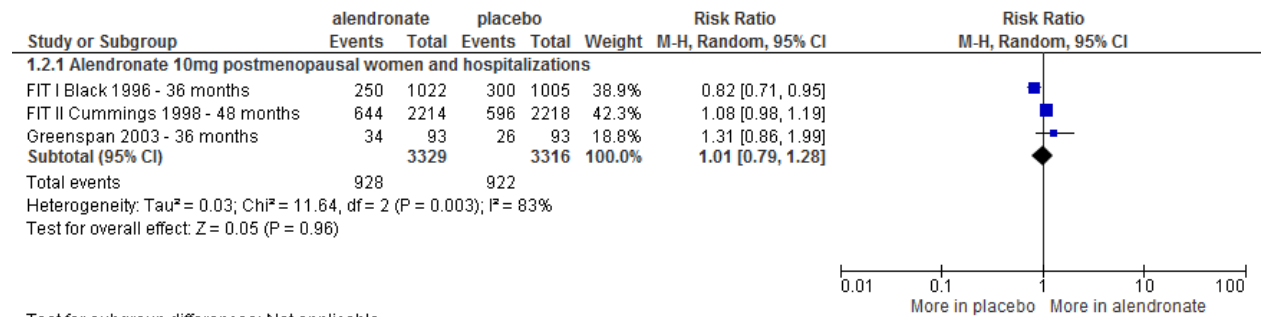 alendronate placebo Risk Ratio Risk Ratio
Study or Subgroup Events Total Events Total Weight M-H, Random, 95% CI M-H, Random, 95% CI
1.2.1 Alendronate 10mg postmenopausal women and hospitalizations
FIT I Black 1996 - 36 months 250 1022 300 1005 38.9% 0.82 [0.71, 0.95]
FIT II Cummings 1998 - 48 months 644 2214 596 2218 42.3% 1.08 [0.98, 1.19]
Greenspan 2003 - 36 months 34 93 26 93 18.8% 1.31 [0.86, 1.99]
Subtotal (95% CI) 3329 3316 100.0% 1.01 [0.79, 1.28]
Total events 928 922
Heterogeneity: Tau² = 0.03; Chi² = 11.64, df = 2 (P = 0.003); I² = 83%
Test for overall effect: Z = 0.05 (P = 0.96)
0.01 0.1 1 10 100
More in placebo More in alendronate
Test for subgroup differences: Not applicable